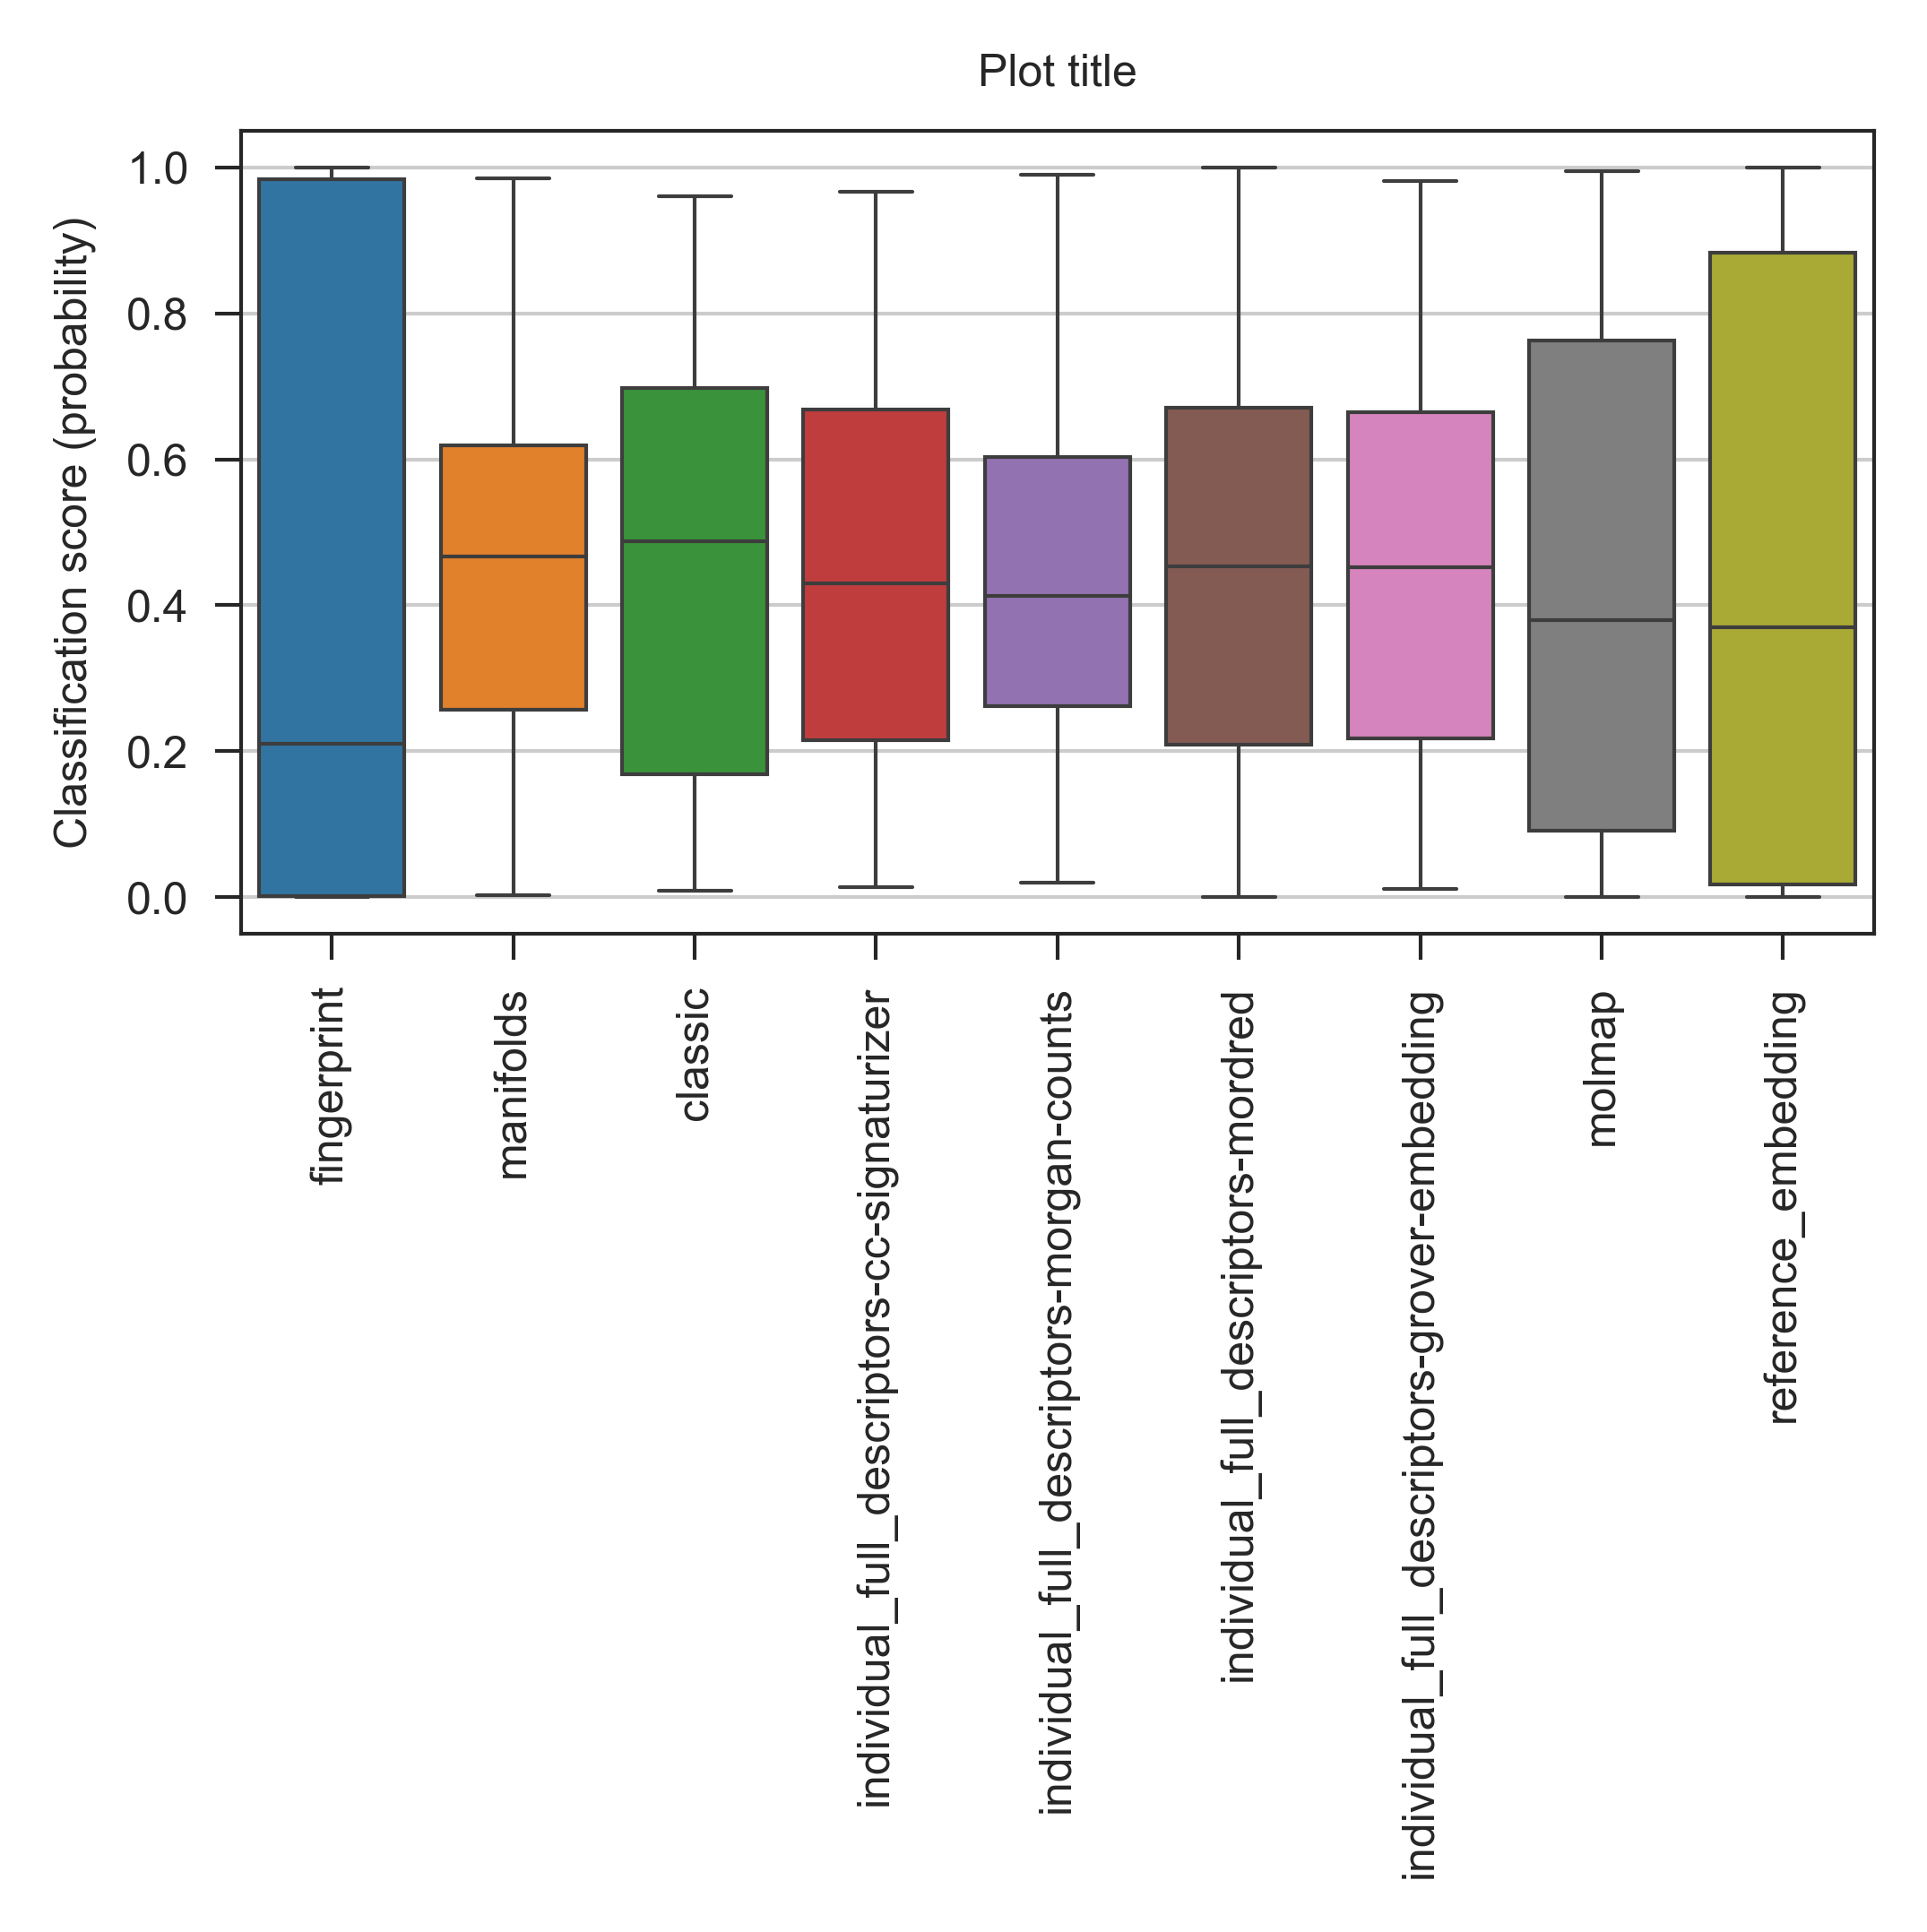 Plot title
Classification score (probability)
1.0
0.8
0.6
0.4
0.2
0.0
fingerprint
manifolds
classic
individual_full_descriptors-cc-signaturizer
individual_full_descriptors-morgan-counts
individual_full_descriptors-mordred
individual_full_descriptors-grover-embedding
molmap
reference_embedding